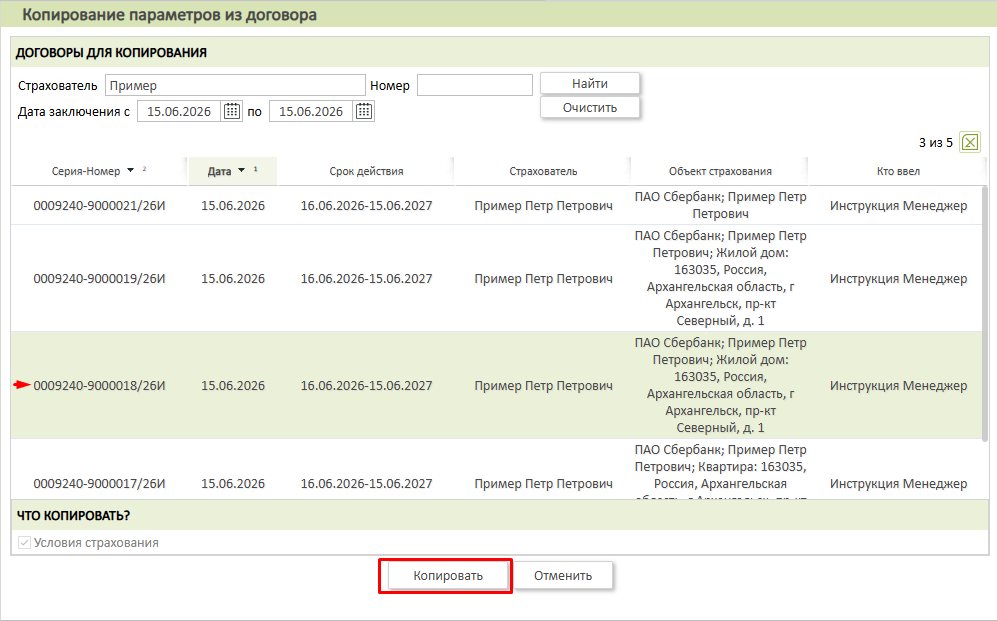 Копирование параметров из договора
ДОГОВОРЫ ДЛЯ КОПИРОВАНИЯ
Страхователь Пример Номер Найти
Дата заключения с 15.06.2026 по 15.06.2026 Очистить
3 из 5
Серия-Номер 2 Дата 1 Срок действия Страхователь Объект страхования Кто ввел
0009240-9000021/26И 15.06.2026 16.06.2026-15.06.2027 Пример Петр Петрович ПАО Сбербанк; Пример Петр
Петрович Инструкция Менеджер
ПАО Сбербанк; Пример Петр
Петрович; Жилой дом:
163035, Россия,
0009240-9000019/26И 15.06.2026 16.06.2026-15.06.2027 Пример Петр Петрович Архангельская область, г Инструкция Менеджер
Архангельск, пр-кт
Северный, д. 1
ПАО Сбербанк; Пример Петр
Петрович; Жилой дом:
163035, Россия,
0009240-9000018/26И 15.06.2026 16.06.2026-15.06.2027 Пример Петр Петрович Архангельская область, г Инструкция Менеджер
Архангельск, пр-кт
Северный, д. 1
ПАО Сбербанк; Пример Петр
Петрович; Квартира: 163035,
0009240-9000017/26И 15.06.2026 16.06.2026-15.06.2027 Пример Петр Петрович Россия, Архангельская Инструкция Менеджер
ЧТО КОПИРОВАТЬ?
Условия страхования
Копировать Отменить